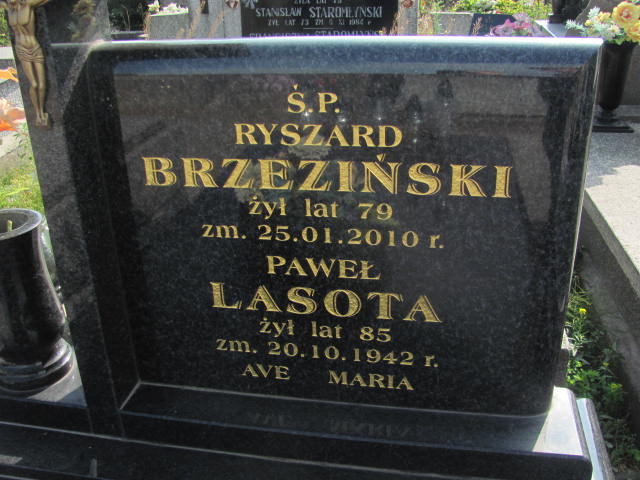 STANISŁAW STAROMŁYŃSKI
Ś.P.
RYSZARD
BRZEZIŃSKI
żył lat 79
zm. 25.01.2010 r.
PAWEŁ
LASOTA
żył lat 85
zm. 20.10.1942 r.
AVE MARIA